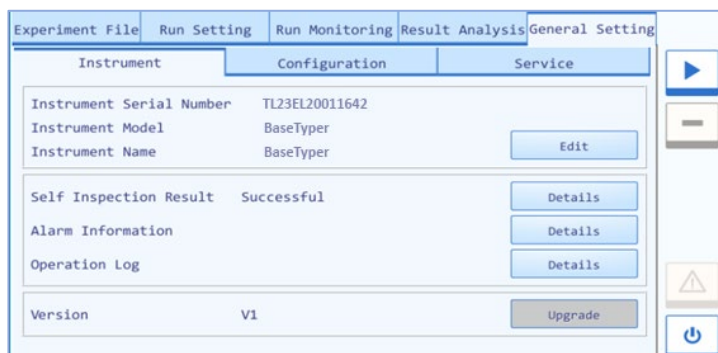 Experiment File Run Setting Run Monitoring Result Analysis General Setting
Instrument Configuration Service
Instrument Serial Number TL23EL20011642
Instrument Model BaseTyper
Instrument Name BaseTyper Edit
Self Inspection Result Successful Details
Alarm Information Details
Operation Log Details
Version V1 Upgrade